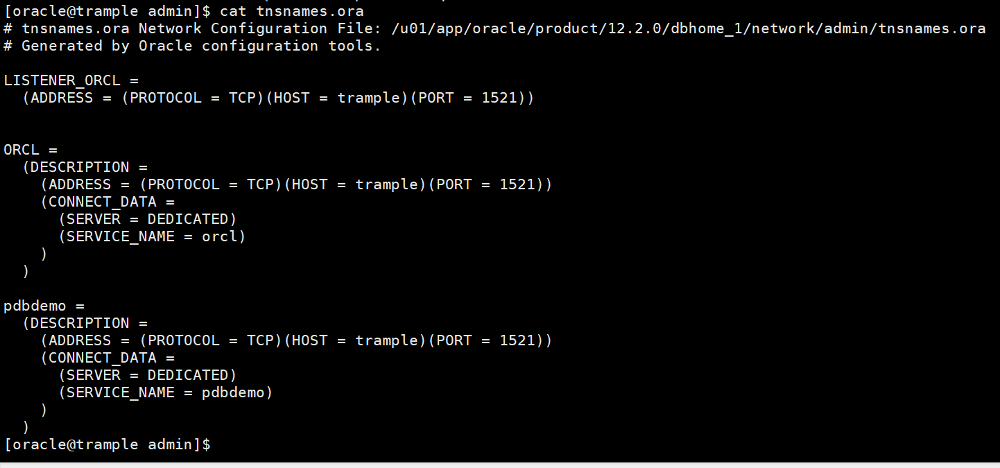 [oracle@trample admin]$ cat tnsnames.ora
# tnsnames.ora Network Configuration File: /u01/app/oracle/product/12.2.0/dbhome_1/network/admin/tnsnames.ora
# Generated by Oracle configuration tools.

LISTENER_ORCL =
  (ADDRESS = (PROTOCOL = TCP)(HOST = trample)(PORT = 1521))


ORCL =
  (DESCRIPTION =
    (ADDRESS = (PROTOCOL = TCP)(HOST = trample)(PORT = 1521))
    (CONNECT_DATA =
      (SERVER = DEDICATED)
      (SERVICE_NAME = orcl)
    )
  )

pdbdemo =
  (DESCRIPTION =
    (ADDRESS = (PROTOCOL = TCP)(HOST = trample)(PORT = 1521))
    (CONNECT_DATA =
      (SERVER = DEDICATED)
      (SERVICE_NAME = pdbdemo)
    )
  )
[oracle@trample admin]$